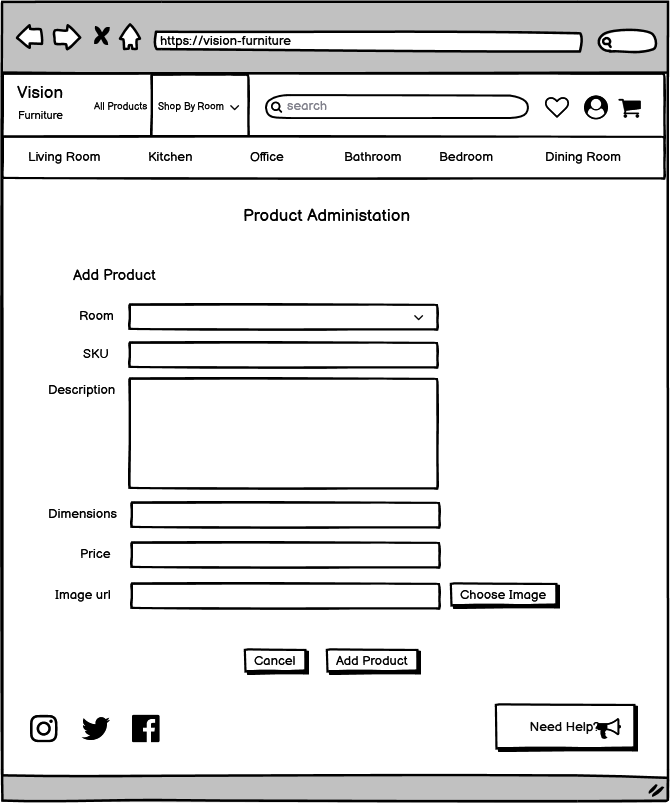 https://vision-furniture
Vision
Furniture
All Products
Shop By Room
search
Living Room Kitchen Office Bathroom Bedroom Dining Room
Product Administation
Add Product
Room
SKU
Description
Dimensions
Price
Image url
Choose Image
Cancel Add Product
Need Help?